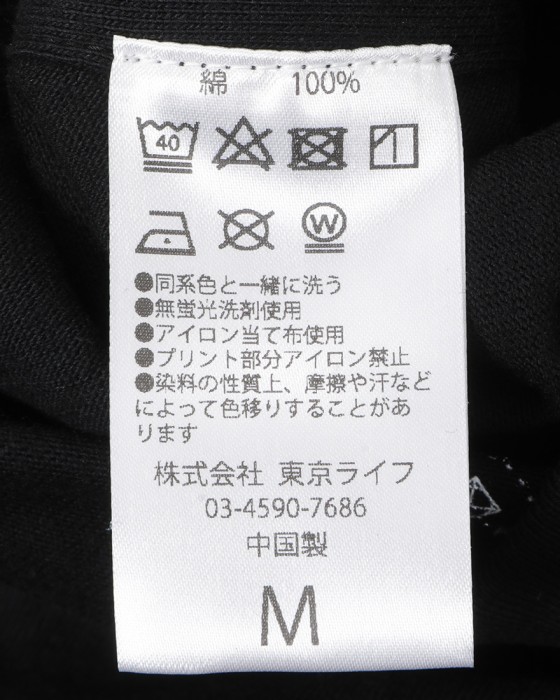 綿 100%
40
W
●同系色と一緒に洗う
●無蛍光洗剤使用
●アイロン当て布使用
●プリント部分アイロン禁止
●染料の性質上、摩擦や汗など
によって色移りすることがあ
ります
株式会社 東京ライフ
03-4590-7686
中国製
M